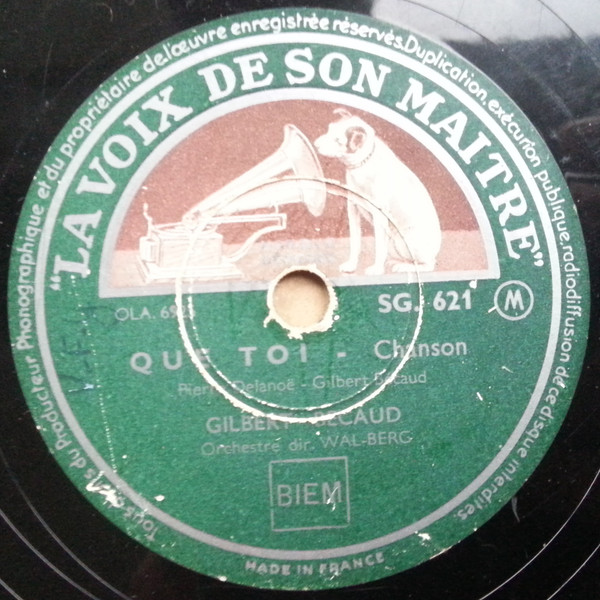 Tous droits du Producteur Phonographique et du propriétaire de l'œuvre enregistrée réservés. Duplication, exécution publique, radiodiffusion de ce disque interdites.
"LA VOIX DE SON MAITRE"
SG. 621 M
OLA.
QUE TOI - Chanson
Pierre Delanoë - Gilbert Bécaud
GILBERT BÉCAUD
Orchestre dir. WAL-BERG
BIEM
MADE IN FRANCE